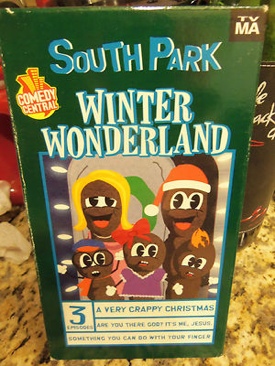 TV
MA
SOUTH PARK
COMEDY
CENTRAL
WINTER
WONDERLAND
3
EPISODES
A VERY CRAPPY CHRISTMAS
ARE YOU THERE GOD? IT'S ME, JESUS.
SOMETHING YOU CAN DO WITH YOUR FINGER